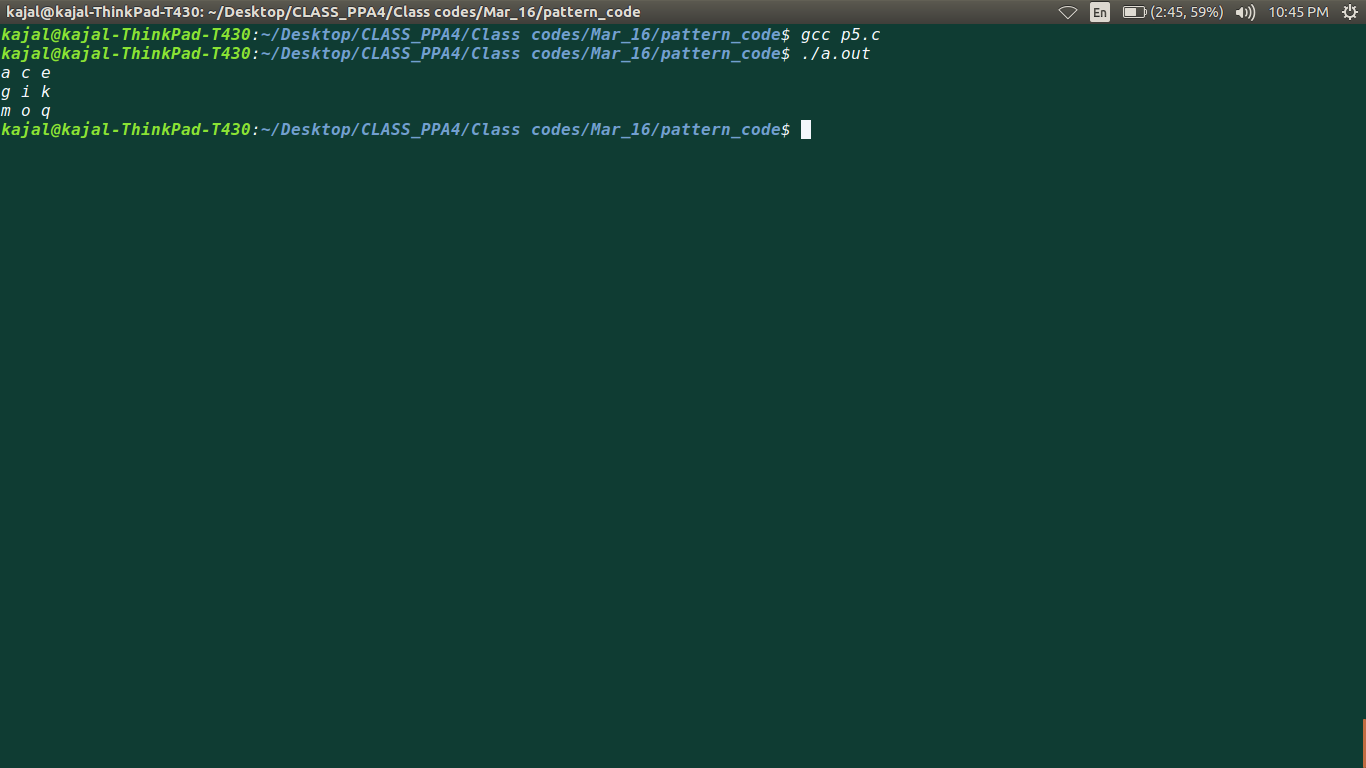 kajal@kajal-ThinkPad-T430: ~/Desktop/CLASS_PPA4/Class codes/Mar_16/pattern_code En (2:45, 59%) 10:45 PM
kajal@kajal-ThinkPad-T430:~/Desktop/CLASS_PPA4/Class codes/Mar_16/pattern_code$ gcc p5.c
kajal@kajal-ThinkPad-T430:~/Desktop/CLASS_PPA4/Class codes/Mar_16/pattern_code$ ./a.out
a c e
g i k
m o q
kajal@kajal-ThinkPad-T430:~/Desktop/CLASS_PPA4/Class codes/Mar_16/pattern_code$